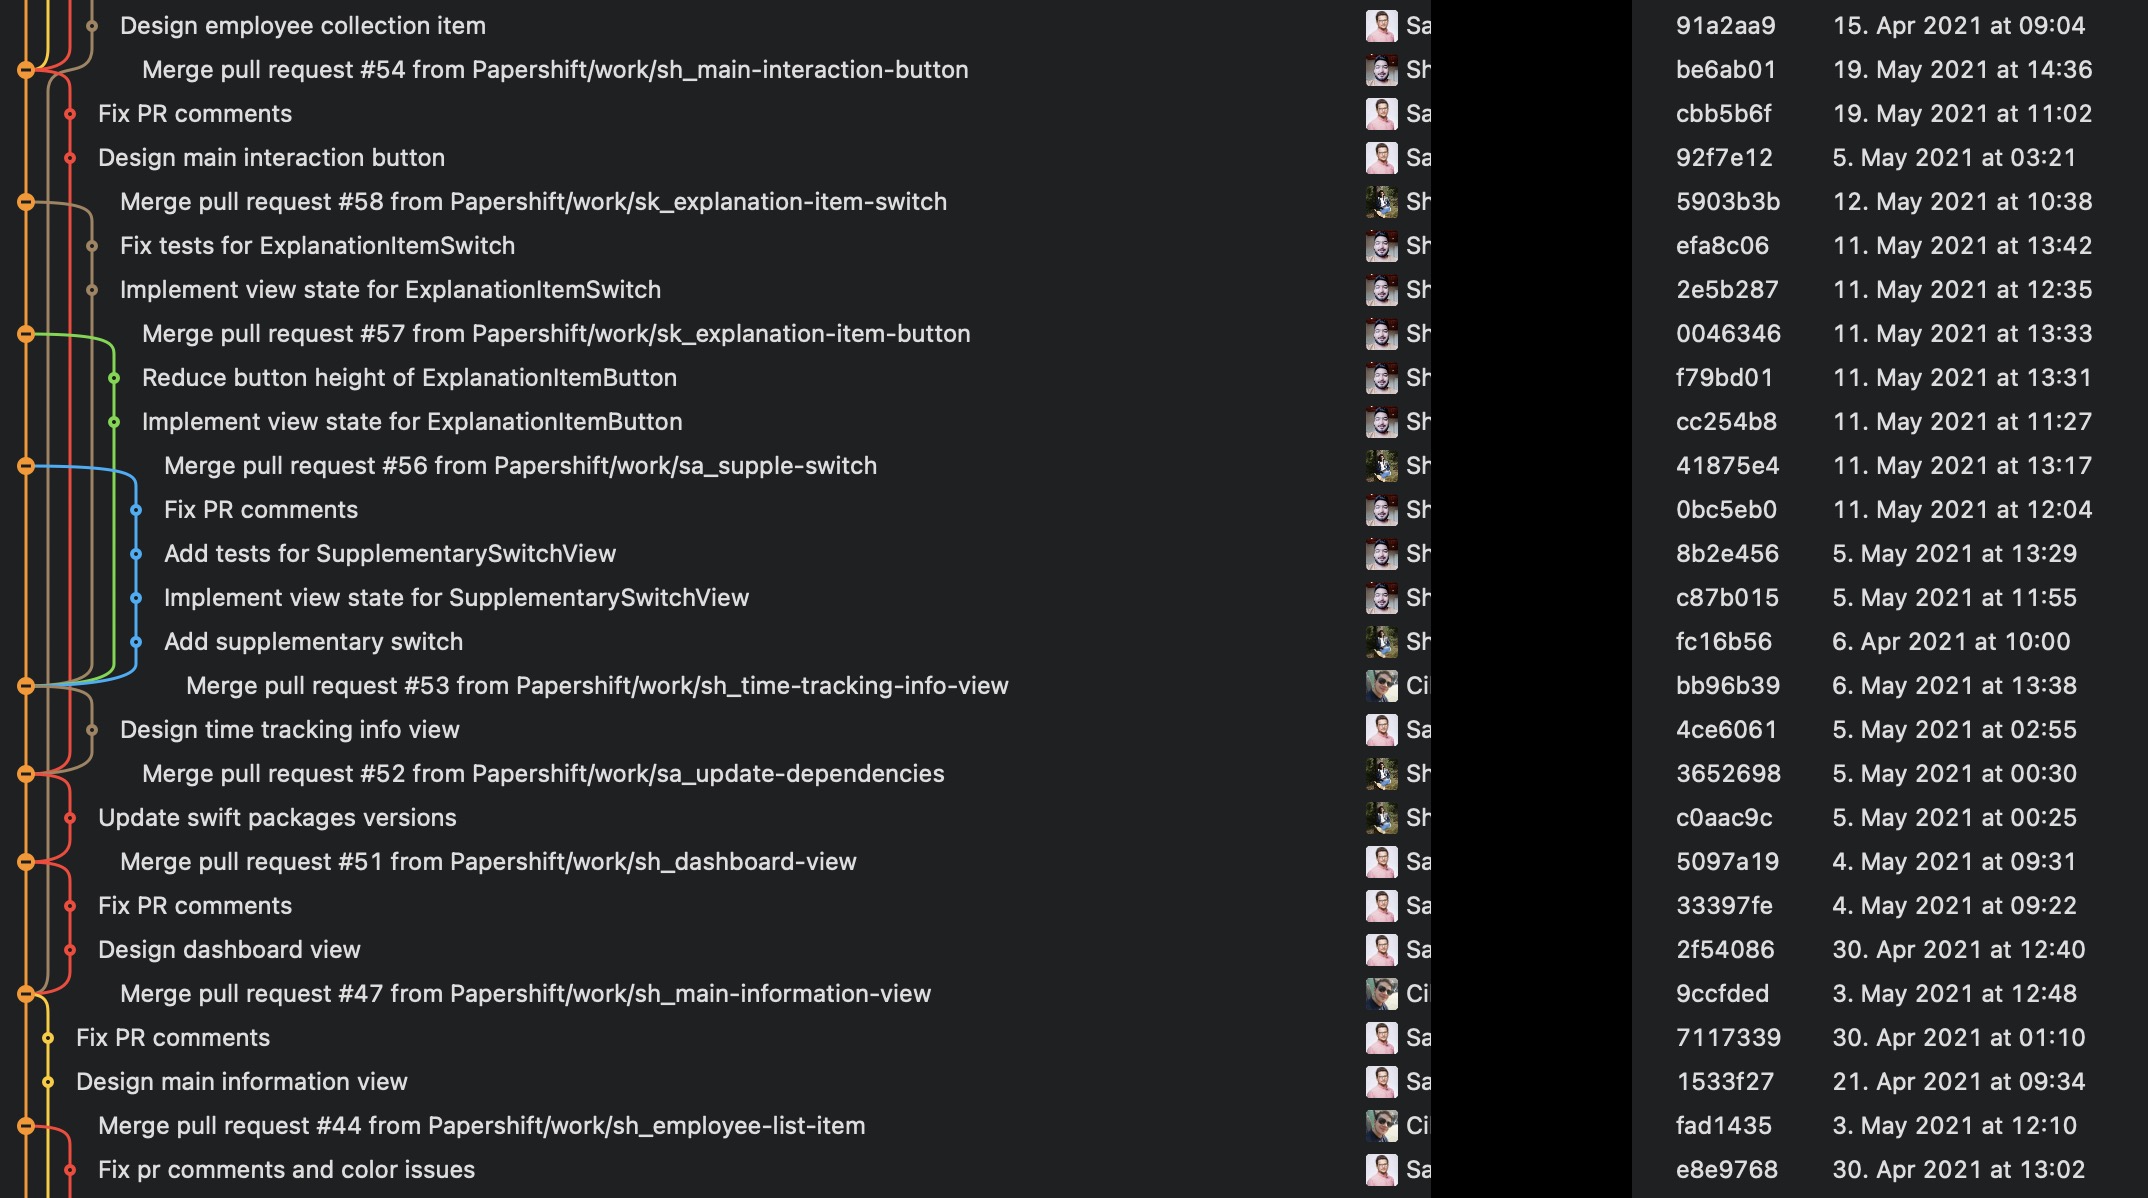 Design employee collection item Sa 91a2aa9 15. Apr 2021 at 09:04
Merge pull request #54 from Papershift/work/sh_main-interaction-button Sh be6ab01 19. May 2021 at 14:36
Fix PR comments Sa cbb5b6f 19. May 2021 at 11:02
Design main interaction button Sa 92f7e12 5. May 2021 at 03:21
Merge pull request #58 from Papershift/work/sk_explanation-item-switch Sh 5903b3b 12. May 2021 at 10:38
Fix tests for ExplanationItemSwitch Sh efa8c06 11. May 2021 at 13:42
Implement view state for ExplanationItemSwitch Sh 2e5b287 11. May 2021 at 12:35
Merge pull request #57 from Papershift/work/sk_explanation-item-button Sh 0046346 11. May 2021 at 13:33
Reduce button height of ExplanationItemButton Sh f79bd01 11. May 2021 at 13:31
Implement view state for ExplanationItemButton Sh cc254b8 11. May 2021 at 11:27
Merge pull request #56 from Papershift/work/sa_supple-switch Sh 41875e4 11. May 2021 at 13:17
Fix PR comments Sh 0bc5eb0 11. May 2021 at 12:04
Add tests for SupplementarySwitchView Sh 8b2e456 5. May 2021 at 13:29
Implement view state for SupplementarySwitchView Sh c87b015 5. May 2021 at 11:55
Add supplementary switch Sh fc16b56 6. Apr 2021 at 10:00
Merge pull request #53 from Papershift/work/sh_time-tracking-info-view Ci bb96b39 6. May 2021 at 13:38
Design time tracking info view Sa 4ce6061 5. May 2021 at 02:55
Merge pull request #52 from Papershift/work/sa_update-dependencies Sh 3652698 5. May 2021 at 00:30
Update swift packages versions Sh c0aac9c 5. May 2021 at 00:25
Merge pull request #51 from Papershift/work/sh_dashboard-view Sa 5097a19 4. May 2021 at 09:31
Fix PR comments Sa 33397fe 4. May 2021 at 09:22
Design dashboard view Sa 2f54086 30. Apr 2021 at 12:40
Merge pull request #47 from Papershift/work/sh_main-information-view Ci 9ccfded 3. May 2021 at 12:48
Fix PR comments Sa 7117339 30. Apr 2021 at 01:10
Design main information view Sa 1533f27 21. Apr 2021 at 09:34
Merge pull request #44 from Papershift/work/sh_employee-list-item Ci fad1435 3. May 2021 at 12:10
Fix pr comments and color issues Sa e8e9768 30. Apr 2021 at 13:02